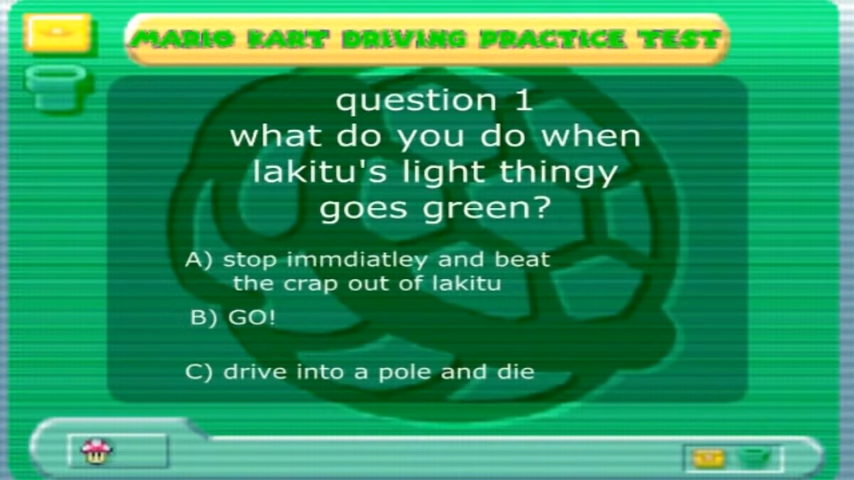 MARIO KART DRIVING PRACTICE TEST
question 1
what do you do when
lakitu's light thingy
goes green?
A) stop immdiatley and beat
the crap out of lakitu
B) GO!
C) drive into a pole and die